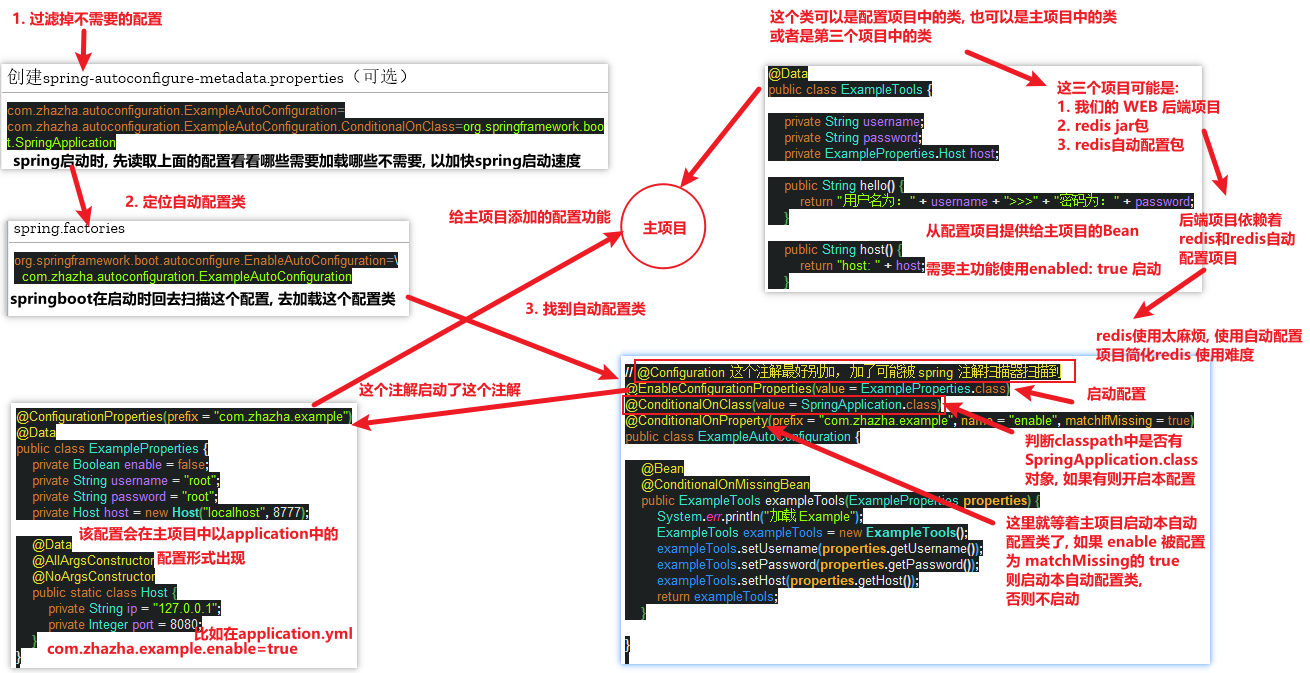 1. 过滤掉不需要的配置
创建spring-autoconfigure-metadata.properties（可选）
com.zhazha.autoconfiguration.ExampleAutoConfiguration=
com.zhazha.autoconfiguration.ExampleAutoConfiguration.ConditionalOnClass=org.springframework.boo
t.SpringApplication
spring启动时, 先读取上面的配置看看哪些需要加载哪些不需要, 以加快spring启动速度
2. 定位自动配置类
spring.factories
org.springframework.boot.autoconfigure.EnableAutoConfiguration=\
com.zhazha.autoconfiguration.ExampleAutoConfiguration
springboot在启动时回去扫描这个配置, 去加载这个配置类
给主项目添加的配置功能
主项目
3. 找到自动配置类
这个注解启动了这个注解
这个类可以是配置项目中的类, 也可以是主项目中的类
或者是第三个项目中的类
@Data
public class ExampleTools {
private String username;
private String password;
private ExampleProperties.Host host;
public String hello() {
return "用户名为：" + username + ">>>" + "密码为：" + password;
}
从配置项目提供给主项目的Bean
public String host() {
return "host: " + host;
需要主功能使用enabled: true 启动
}
这三个项目可能是:
1. 我们的 WEB 后端项目
2. redis jar包
3. redis自动配置包
后端项目依赖着
redis和redis自动
配置项目
redis使用太麻烦, 使用自动配置
项目简化redis 使用难度
@ConfigurationProperties(prefix = "com.zhazha.example")
@Data
public class ExampleProperties {
private Boolean enable = false;
private String username = "root";
private String password = "root";
private Host host = new Host("localhost", 8777);
该配置会在主项目中以application中的
配置形式出现
@Data
@AllArgsConstructor
@NoArgsConstructor
public static class Host {
private String ip = "127.0.0.1";
private Integer port = 8080;
}
}
比如在application.yml
com.zhazha.example.enable=true
// @Configuration 这个注解最好别加，加了可能被 spring 注解扫描器扫描到
@EnableConfigurationProperties(value = ExampleProperties.class)
@ConditionalOnClass(value = SpringApplication.class)
@ConditionalOnProperty(prefix = "com.zhazha.example", name = "enable", matchIfMissing = true)
public class ExampleAutoConfiguration {
@Bean
@ConditionalOnMissingBean
public ExampleTools exampleTools(ExampleProperties properties) {
System.err.println("加载 Example");
ExampleTools exampleTools = new ExampleTools();
exampleTools.setUsername(properties.getUsername());
exampleTools.setPassword(properties.getPassword());
exampleTools.setHost(properties.getHost());
return exampleTools;
}
}
启动配置
判断classpath中是否有
SpringApplication.class
对象, 如果有则开启本配置
这里就等着主项目启动本自动
配置类了, 如果 enable 被配置
为 matchMissing的 true
则启动本自动配置类,
否则不启动